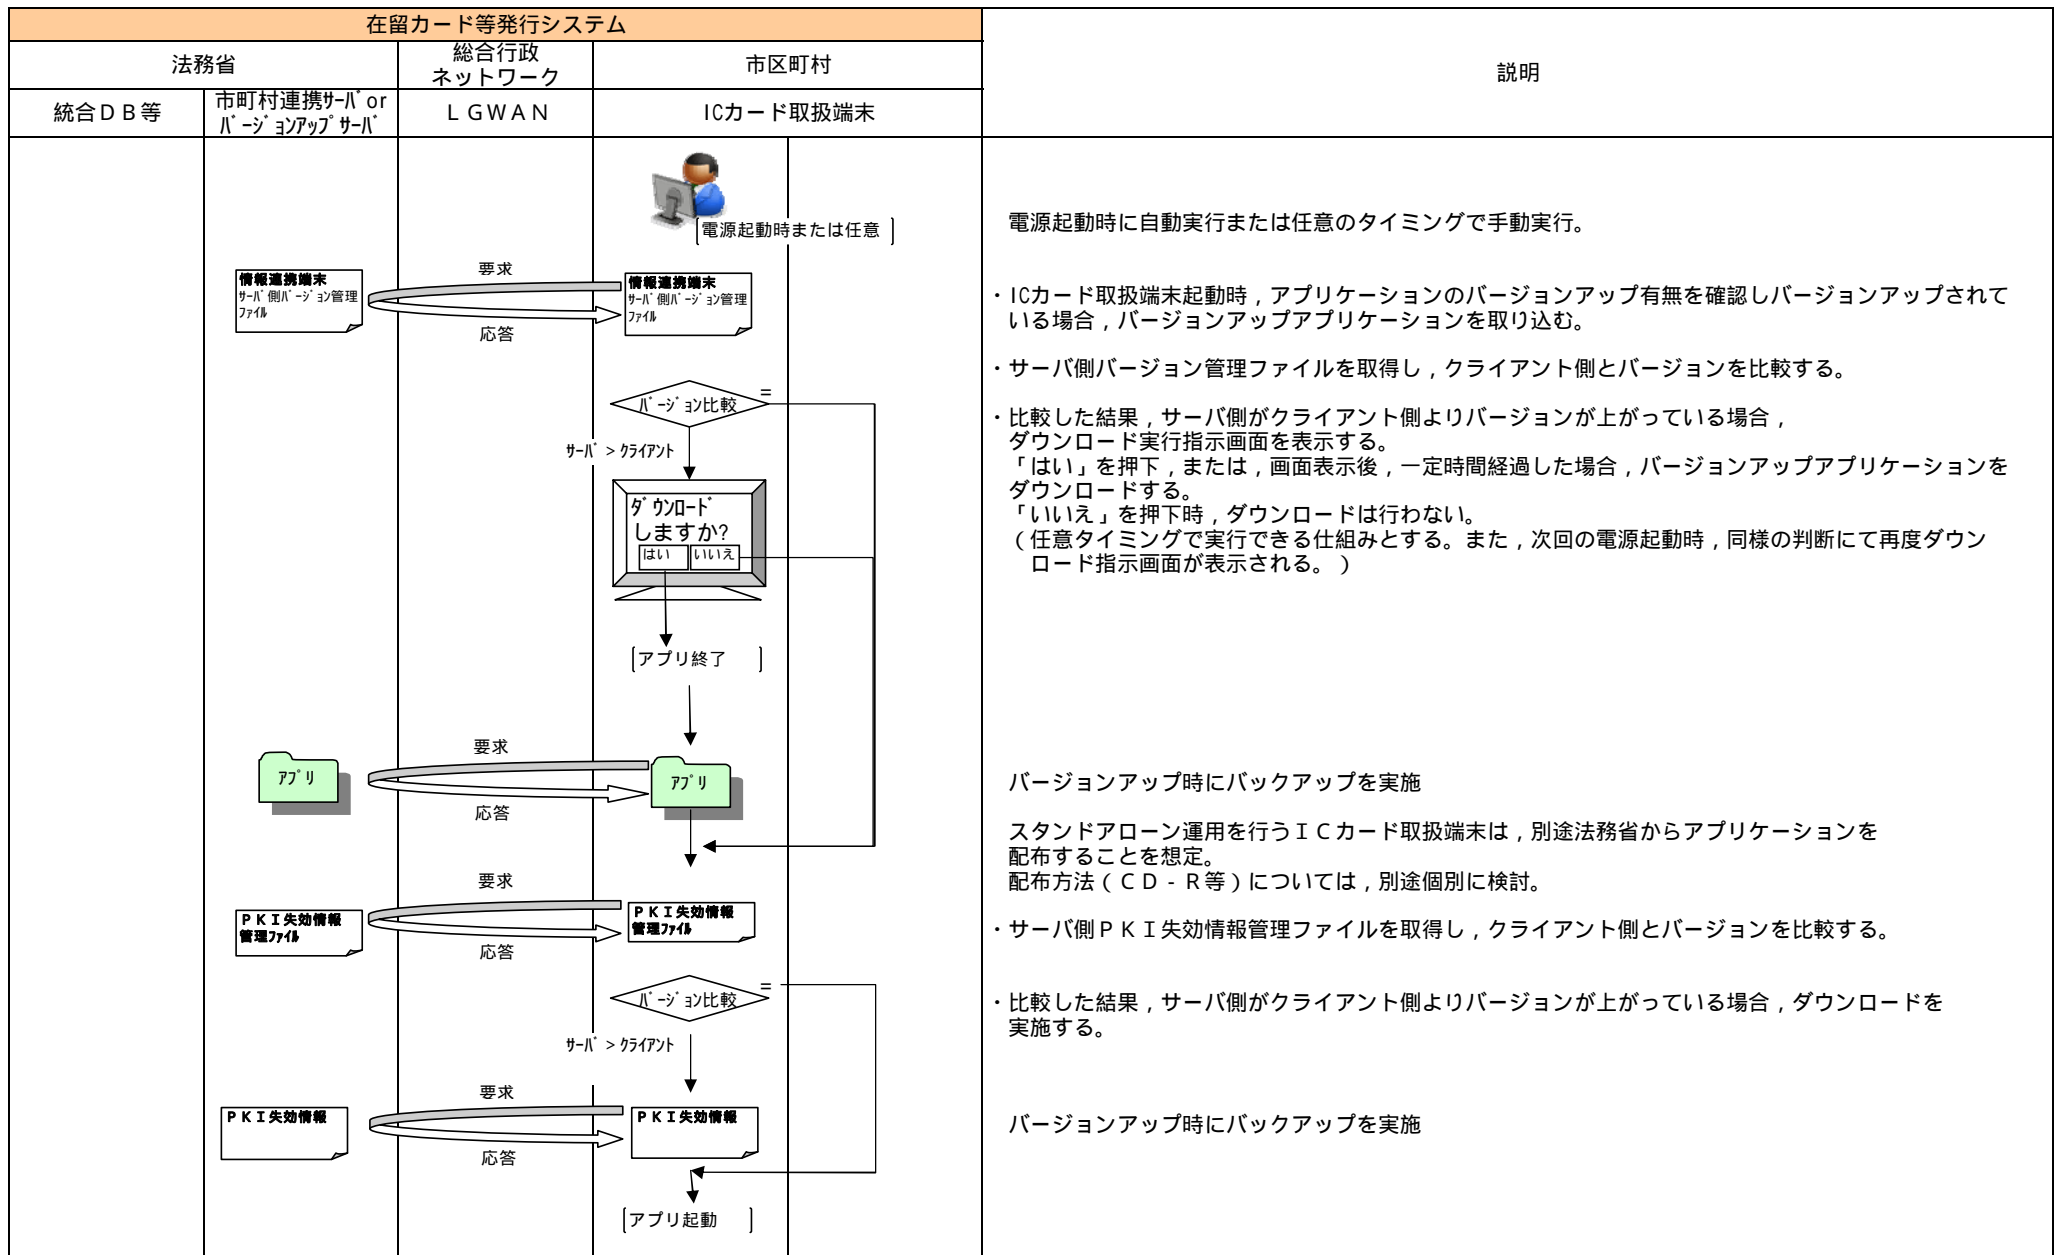 在留カード等発行システム
法務省
総合行政
ネットワーク
市区町村
説明
統合ＤＢ等
市町村連携ｻｰﾊﾞor
ﾊﾞｰｼﾞｮﾝｱｯﾌﾟｻｰﾊﾞ
ＬＧＷＡＮ
ICカード取扱端末
[電源起動時または任意 ]
電源起動時に自動実行または任意のタイミングで手動実行。
要求
情報連携端末
ｻｰﾊﾞ側ﾊﾞｰｼﾞｮﾝ管理
ﾌｧｲﾙ
情報連携端末
ｻｰﾊﾞ側ﾊﾞｰｼﾞｮﾝ管理
ﾌｧｲﾙ
応答
・ICカード取扱端末起動時，アプリケーションのバージョンアップ有無を確認しバージョンアップされて
いる場合，バージョンアップアプリケーションを取り込む。
・サーバ側バージョン管理ファイルを取得し，クライアント側とバージョンを比較する。
ﾊﾞｰｼﾞｮﾝ比較
=
ｻｰﾊﾞ > ｸﾗｲｱﾝﾄ
・比較した結果，サーバ側がクライアント側よりバージョンが上がっている場合，
ダウンロード実行指示画面を表示する。
「はい」を押下，または，画面表示後，一定時間経過した場合，バージョンアップアプリケーションを
ダウンロードする。
「いいえ」を押下時，ダウンロードは行わない。
（任意タイミングで実行できる仕組みとする。また，次回の電源起動時，同様の判断にて再度ダウン
ロード指示画面が表示される。）
ﾀﾞｳﾝﾛｰﾄﾞ
しますか?
はい
いいえ
[アプリ終了 ]
要求
ｱﾌﾟﾘ
ｱﾌﾟﾘ
応答
バージョンアップ時にバックアップを実施
スタンドアローン運用を行うＩＣカード取扱端末は，別途法務省からアプリケーションを
配布することを想定。
配布方法（ＣＤ‐Ｒ等）については，別途個別に検討。
要求
ＰＫＩ失効情報
管理ﾌｧｲﾙ
ＰＫＩ失効情報
管理ﾌｧｲﾙ
応答
・サーバ側ＰＫＩ失効情報管理ファイルを取得し，クライアント側とバージョンを比較する。
ﾊﾞｰｼﾞｮﾝ比較
=
ｻｰﾊﾞ > ｸﾗｲｱﾝﾄ
・比較した結果，サーバ側がクライアント側よりバージョンが上がっている場合，ダウンロードを
実施する。
要求
ＰＫＩ失効情報
ＰＫＩ失効情報
応答
バージョンアップ時にバックアップを実施
[アプリ起動 ]